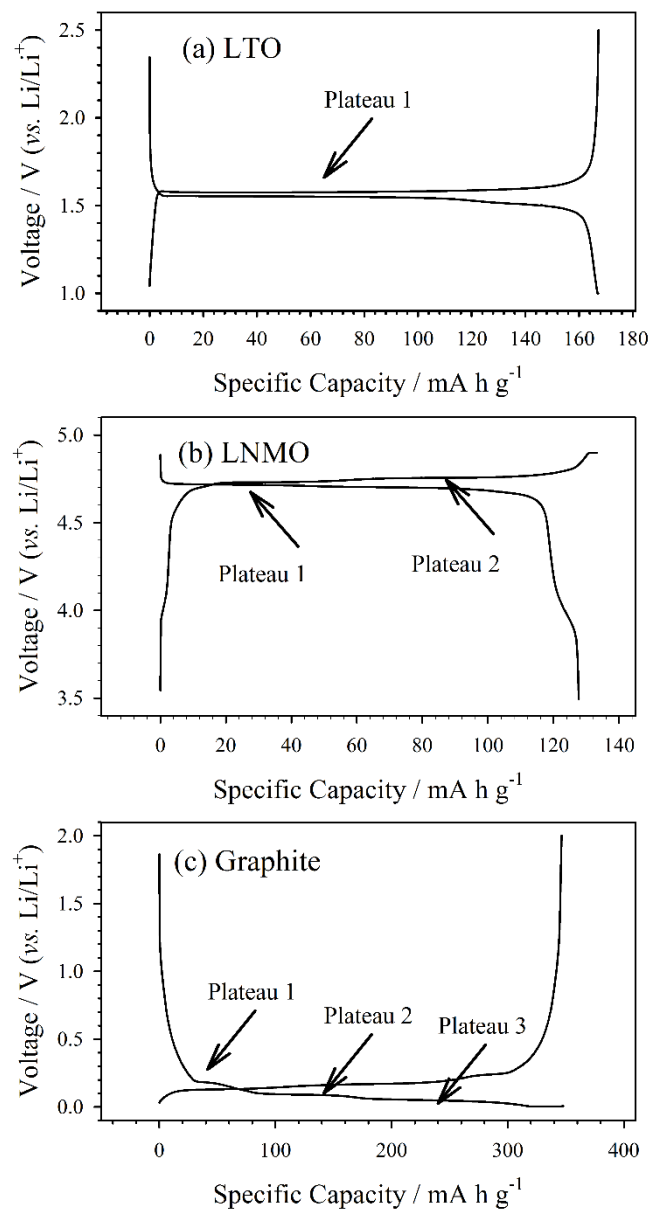 (a) LTO
Plateau 1
2.5
2.0
1.5
1.0
Voltage / V (vs. Li/Li⁺)
0 20 40 60 80 100 120 140 160 180
Specific Capacity / mA h g⁻¹
(b) LNMO
Plateau 1
Plateau 2
5.0
4.5
4.0
3.5
Voltage / V (vs. Li/Li⁺)
0 20 40 60 80 100 120 140
Specific Capacity / mA h g⁻¹
(c) Graphite
Plateau 1
Plateau 2
Plateau 3
2.0
1.5
1.0
0.5
0.0
Voltage / V (vs. Li/Li⁺)
0 100 200 300 400
Specific Capacity / mA h g⁻¹